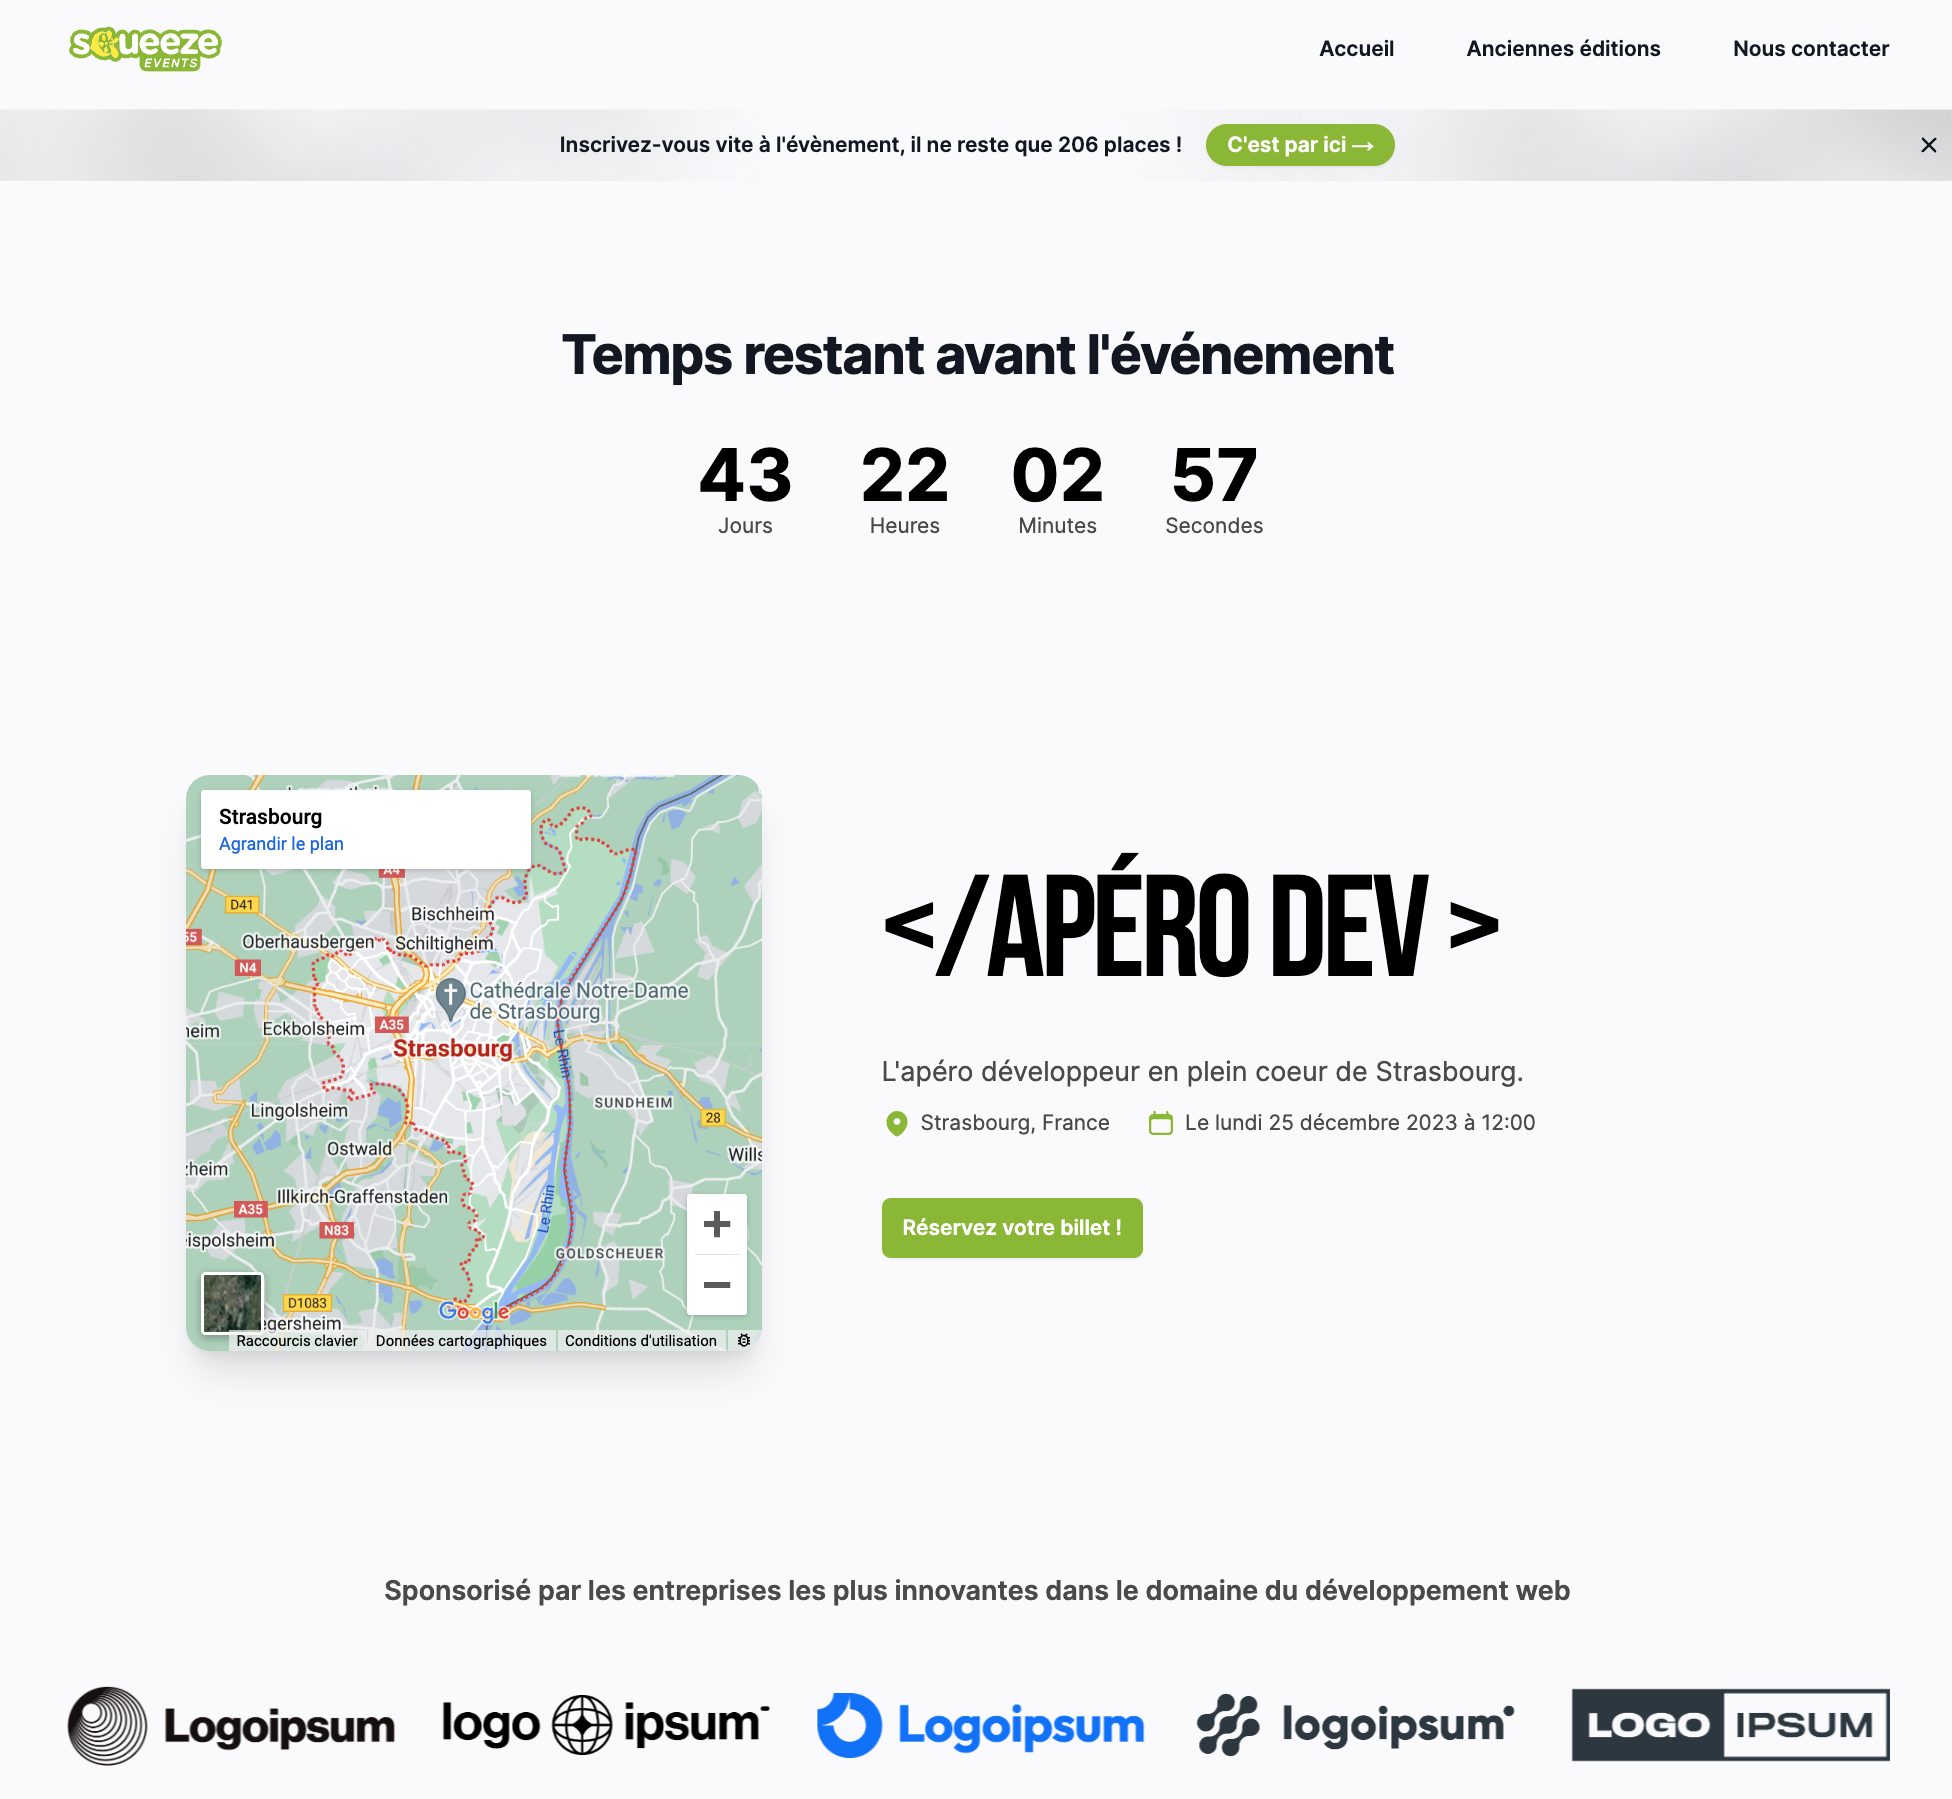 squeeze
EVENTS
Accueil
Anciennes éditions
Nous contacter
Inscrivez-vous vite à l'évènement, il ne reste que 206 places !
C'est par ici →
Temps restant avant l'événement
43
22
02
57
Jours
Heures
Minutes
Secondes
Strasbourg
Agrandir le plan
A4
D41
Bischheim
Oberhausbergen
Schiltigheim
N4
Cathédrale Notre-Dame
de Strasbourg
Eckbolsheim
A35
Strasbourg
Le Rhin
Lingolsheim
SUNDHEIM
28
Ostwald
Illkirch-Graffenstaden
A35
N83
Le Rhin
GOLDSCHEUER
D1083
Google
Raccourcis clavier
Données cartographiques
Conditions d'utilisation
</APÉRO DEV >
L'apéro développeur en plein coeur de Strasbourg.
Strasbourg, France
Le lundi 25 décembre 2023 à 12:00
Réservez votre billet !
Sponsorisé par les entreprises les plus innovantes dans le domaine du développement web
Logoipsum
logo ipsum
Logoipsum
logoipsum
LOGO IPSUM